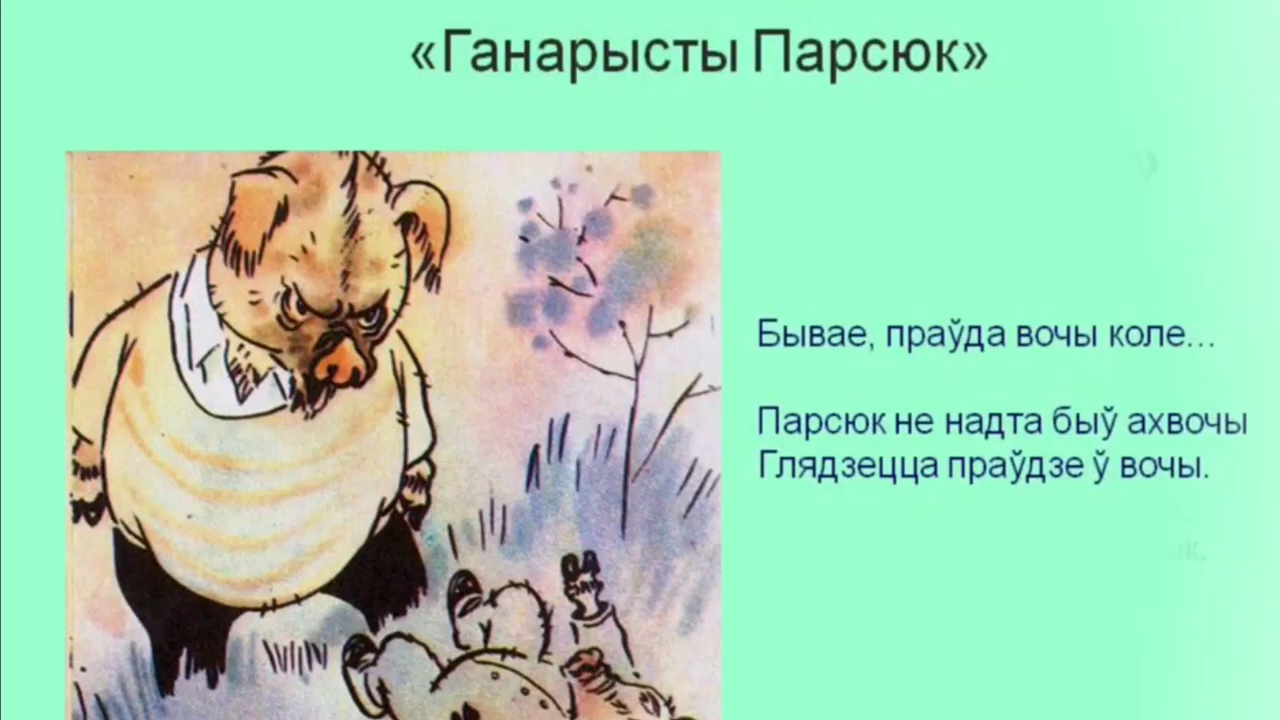 «Ганарысты Парсюк»
Бывае, праўда вочы коле...
Парсюк не надта быў ахвочы
Глядзецца праўдзе ў вочы.